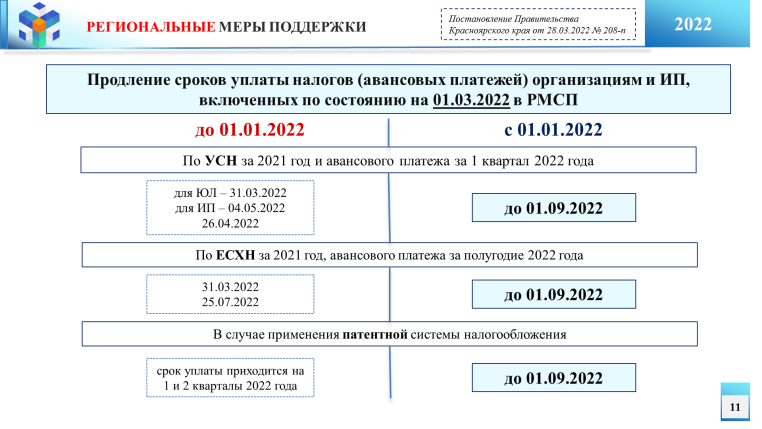 РЕГИОНАЛЬНЫЕ МЕРЫ ПОДДЕРЖКИ
Постановление Правительства
Красноярского края от 28.03.2022 № 208-п
2022
Продление сроков уплаты налогов (авансовых платежей) организациям и ИП,
включенных по состоянию на 01.03.2022 в РМСП
до 01.01.2022
с 01.01.2022
По УСН за 2021 год и авансового платежа за 1 квартал 2022 года
для ЮЛ – 31.03.2022
для ИП – 04.05.2022
26.04.2022
до 01.09.2022
По ЕСХН за 2021 год, авансового платежа за полугодие 2022 года
31.03.2022
25.07.2022
до 01.09.2022
В случае применения патентной системы налогообложения
срок уплаты приходится на
1 и 2 кварталы 2022 года
до 01.09.2022
11